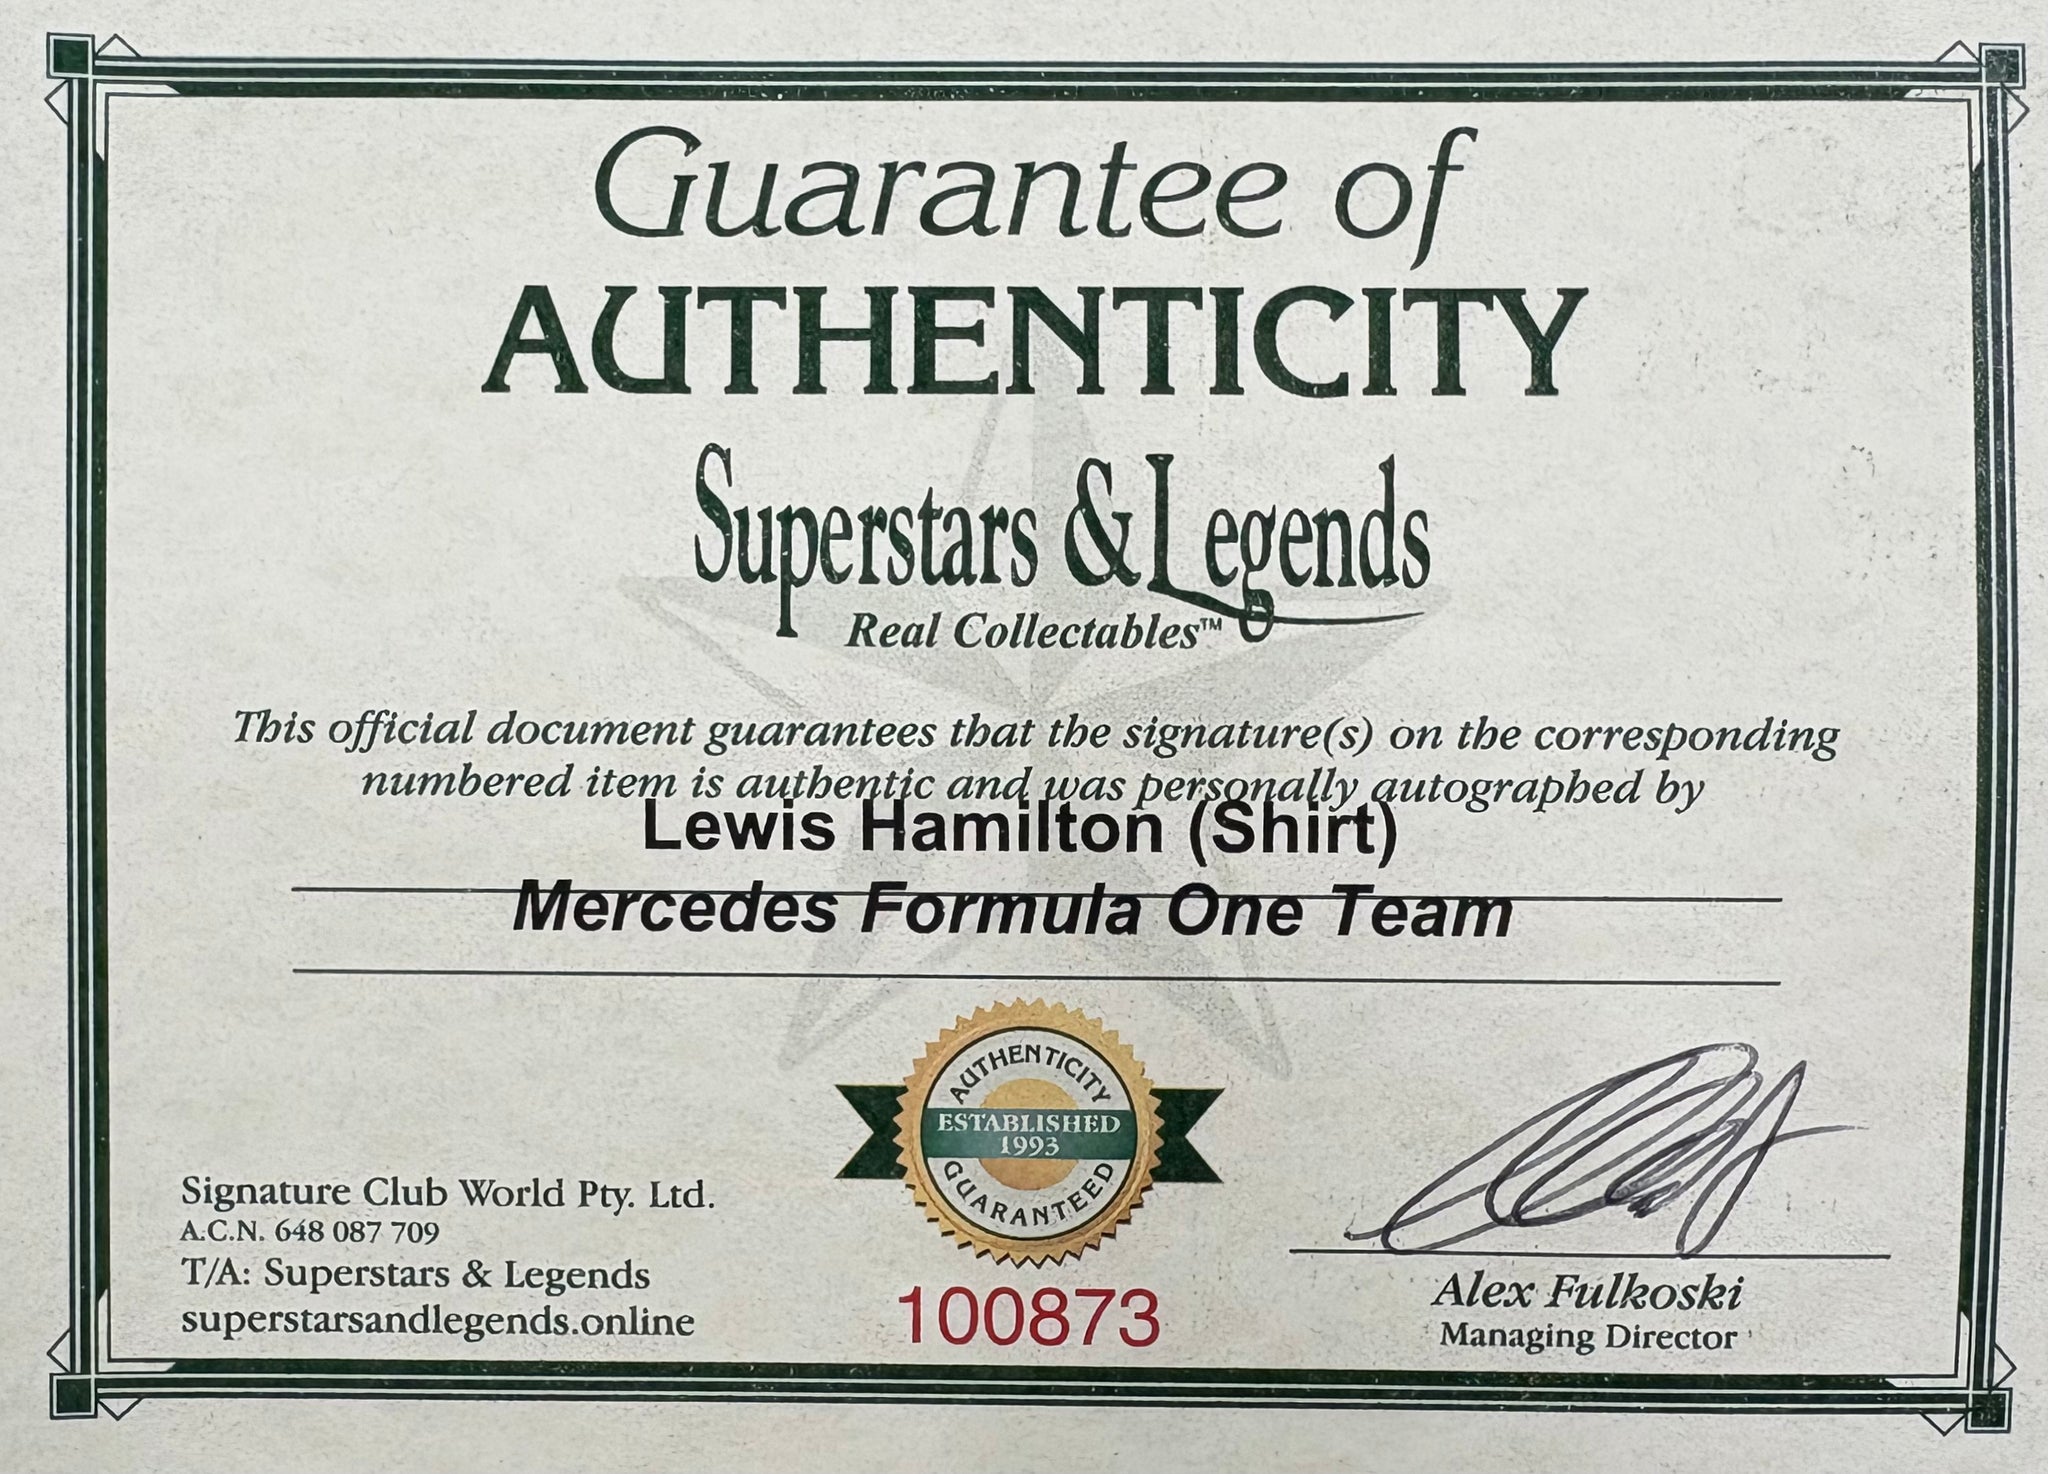 Guarantee of
AUTHENTICITY
Superstars & Legends
Real Collectables™
This official document guarantees that the signature(s) on the corresponding
numbered item is authentic and was personally autographed by
Lewis Hamilton (Shirt)
Mercedes Formula One Team
AUTHENTICITY
ESTABLISHED
1993
GUARANTEED
100873
Signature Club World Pty. Ltd.
A.C.N. 648 087 709
T/A: Superstars & Legends
superstarsandlegends.online
Alex Fulkoski
Managing Director